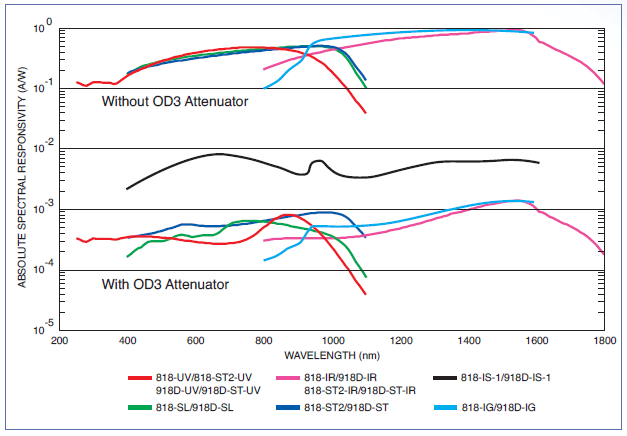 10^0
10^-1
10^-2
10^-3
10^-4
10^-5
ABSOLUTE SPECTRAL RESPONSIVITY (A/W)
Without OD3 Attenuator
With OD3 Attenuator
200 400 600 800 1000 1200 1400 1600 1800
WAVELENGTH (nm)
818-UV/818-ST2-UV
918D-UV/918D-ST-UV
818-IR/918D-IR
818-ST2-IR/918D-ST-IR
818-IS-1/918D-IS-1
818-SL/918D-SL
818-ST2/918D-ST
818-IG/918D-IG